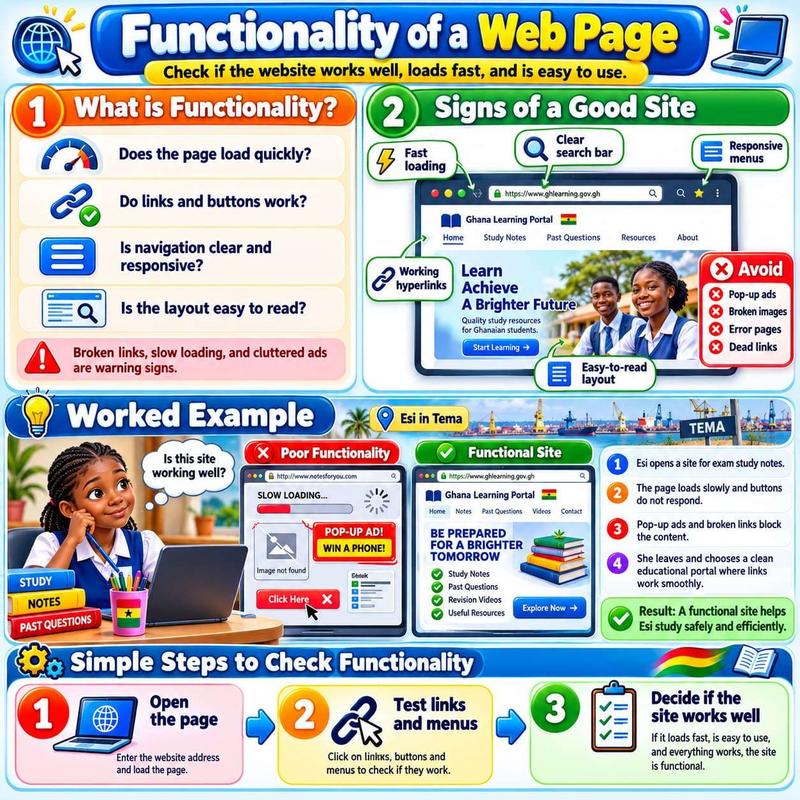 Functionality of a Web Page
Check if the website works well, loads fast, and is easy to use.
1 What is Functionality?
Does the page load quickly?
Do links and buttons work?
Is navigation clear and
responsive?
Is the layout easy to read?
Broken links, slow loading, and cluttered ads
are warning signs.
2 Signs of a Good Site
Fast
loading
Clear
search bar
Responsive
menus
https://www.ghlearning.gov.gh
Ghana Learning Portal
Home Study Notes Past Questions Resources About
Working
hyperlinks
Learn
Achieve
A Brighter Future
Quality study resources
for Ghanaian students.
Start Learning →
Easy-to-read
layout
Avoid
Pop-up ads
Broken images
Error pages
Dead links
Worked Example
Esi in Tema
TEMA
Is this site
working well?
STUDY
NOTES
PAST QUESTIONS
Poor Functionality
http://www.notesforyou.com
SLOW LOADING...
POP-UP AD!
WIN A PHONE!
Image not found
Click Here
Functional Site
https://www.ghlearning.gov.gh
Ghana Learning Portal
Home Notes Past Questions Videos Contact
BE PREPARED
FOR A BRIGHTER
TOMORROW
Study Notes
Past Questions
Revision Videos
Useful Resources
Explore Now →
1 Esi opens a site for exam study notes.
2 The page loads slowly and buttons
do not respond.
3 Pop-up ads and broken links block
the content.
4 She leaves and chooses a clean
educational portal where links
work smoothly.
Result: A functional site helps
Esi study safely and efficiently.
Simple Steps to Check Functionality
1 Open
the page
Enter the website address
and load the page.
2 Test links
and menus
Click on linkks, buttons and
menus to check if they work.
3 Decide if the
site works well
If it loads fast, is easy to use,
and everything works, the site
is functional.